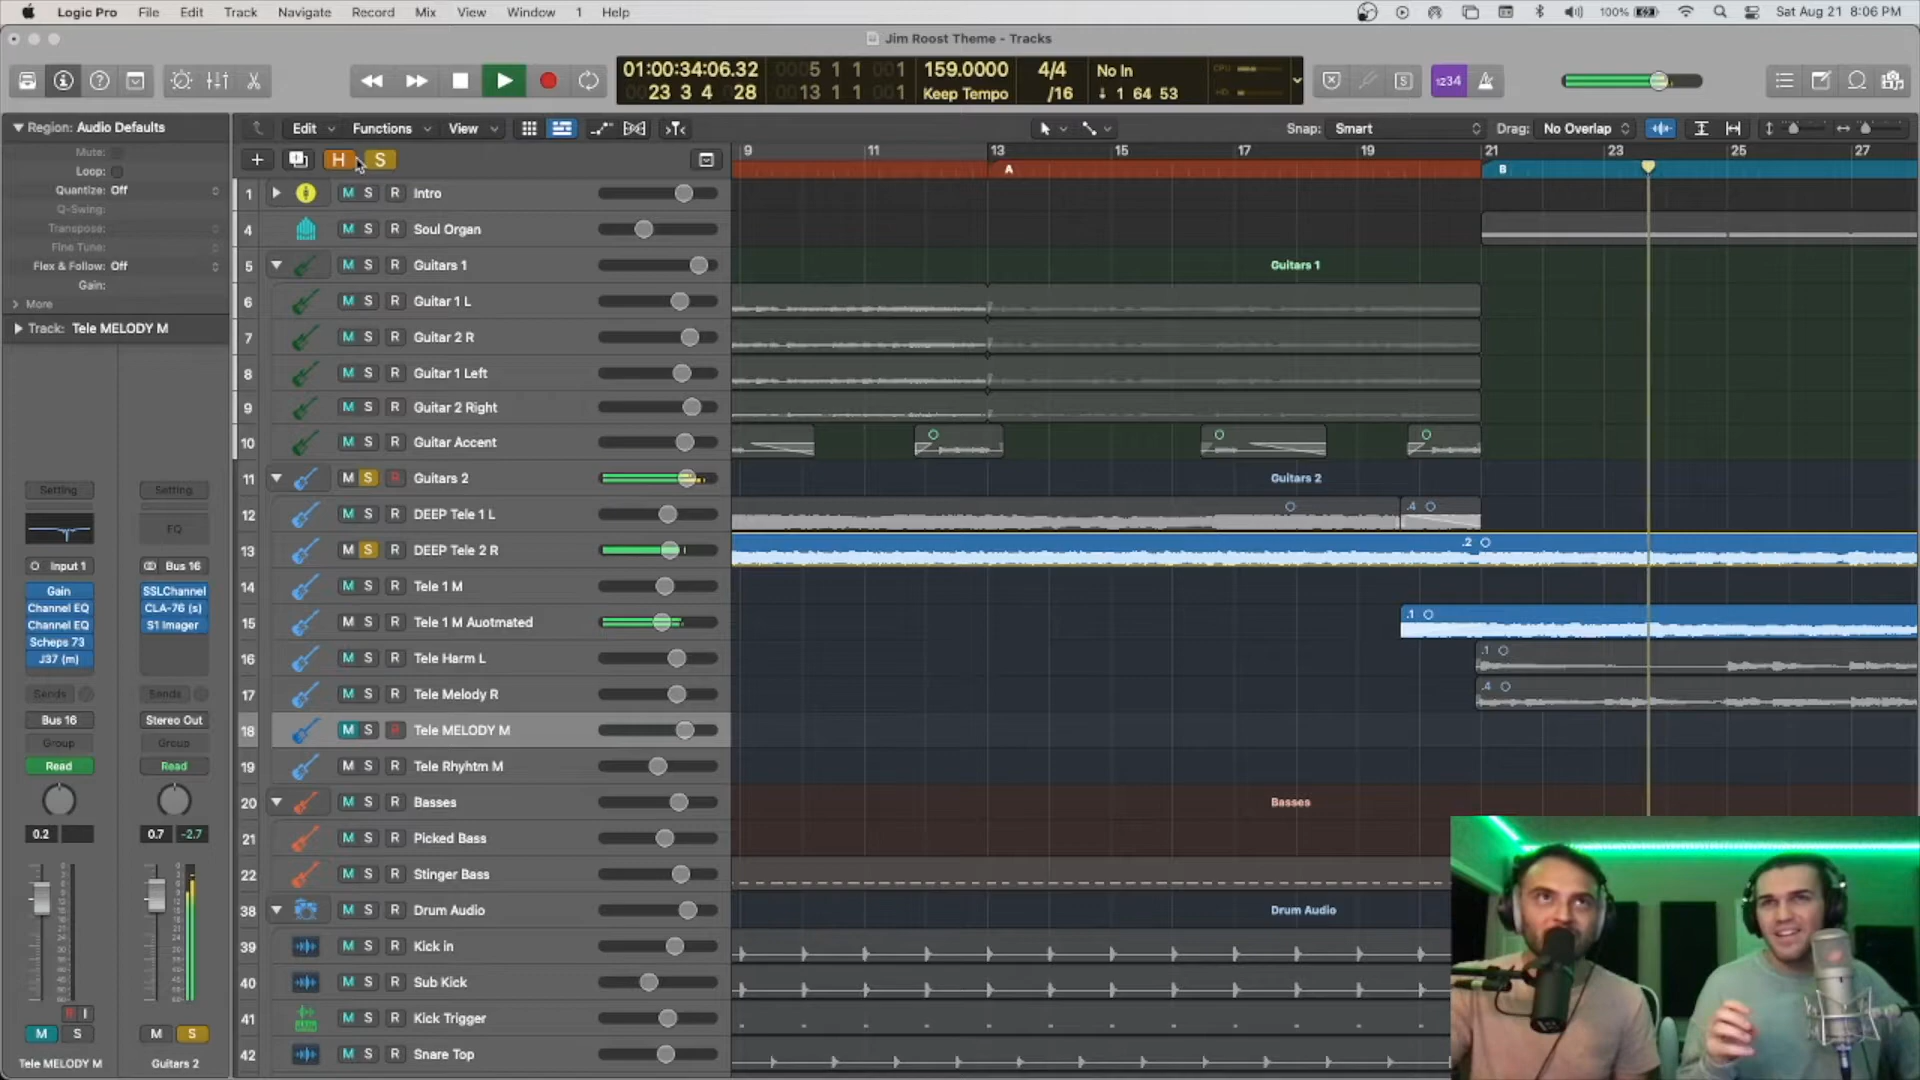 Logic Pro File Edit Track Navigate Record Mix View Window 1 Help 100% Sat Aug 21 8:06 PM
Jim Roost Theme - Tracks
01:00:34:06.32 0005 1 1 001 159.0000 4/4 No In CPU
0023 3 4 028 0013 1 1 001 Keep Tempo /16 1 64 53 HD
S 1234
Region: Audio Defaults Edit Functions View Snap: Smart Drag: No Overlap
Mute:
Loop: H S 9 11 13 15 17 19 21 23 25 27
A B
Quantize: Off
Q-Swing:
Transpose:
Fine Tune:
Flex & Follow: Off
Gain:
More
Track: Tele MELODY M
1 M S R Intro
4 M S R Soul Organ
5 M S R Guitars 1 Guitars 1
6 M S R Guitar 1 L
7 M S R Guitar 2 R
8 M S R Guitar 1 Left
9 M S R Guitar 2 Right
10 M S R Guitar Accent
11 M S R Guitars 2 Guitars 2
12 M S R DEEP Tele 1 L .4
13 M S R DEEP Tele 2 R .2
14 M S R Tele 1 M
15 M S R Tele 1 M Auotmated .1
16 M S R Tele Harm L .1
17 M S R Tele Melody R .4
18 M S R Tele MELODY M
19 M S R Tele Rhyhtm M
20 M S R Basses Basses
21 M S R Picked Bass
22 M S R Stinger Bass
38 M S R Drum Audio Drum Audio
39 M S R Kick in
40 M S R Sub Kick
41 M S R Kick Trigger
42 M S R Snare Top
Setting Setting
EQ
Input 1 Bus 16
Gain SSLChannel
Channel EQ CLA-76 (s)
Channel EQ S1 Imager
Scheps 73
J37 (m)
Sends Sends
Bus 16 Stereo Out
Group Group
Read Read
0.2 0.7 -2.7
R I
M S M S
Tele MELODY M Guitars 2